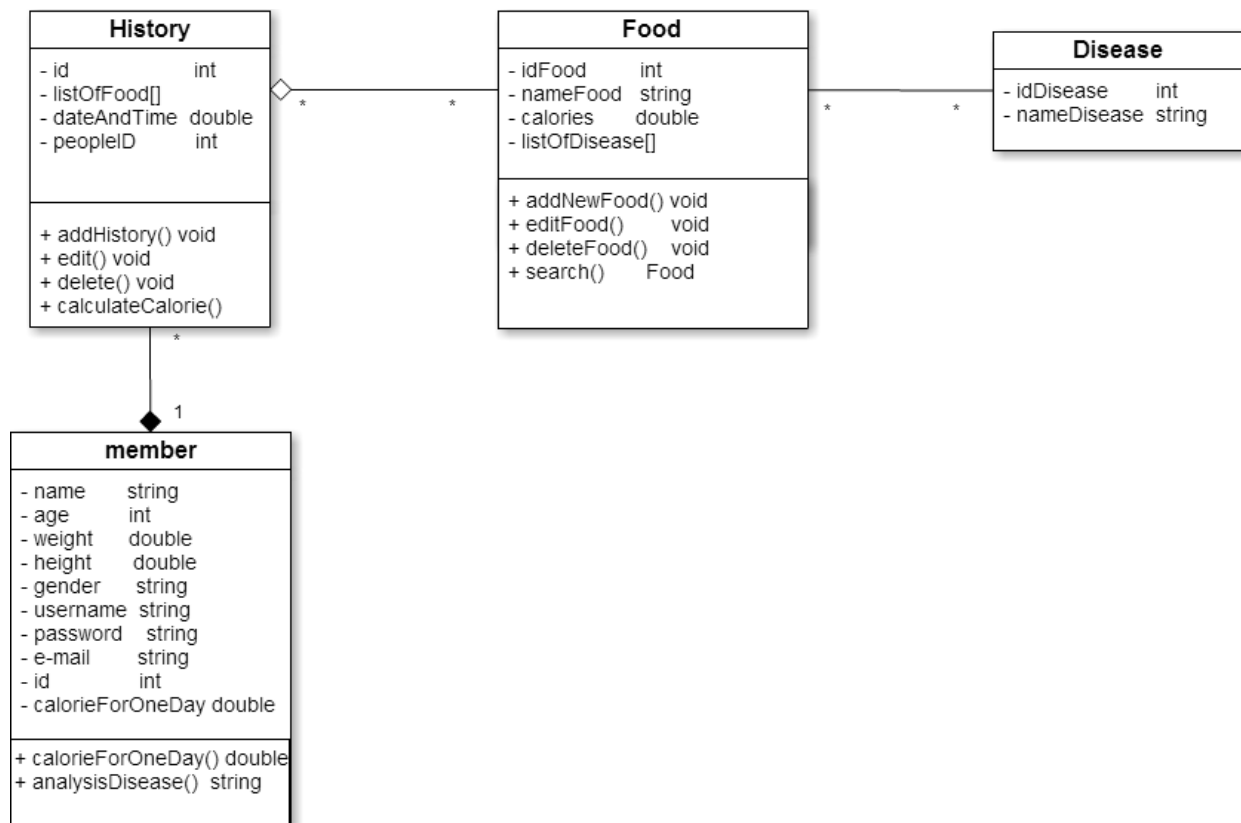 History
- id int
- listOfFood[]
- dateAndTime double
- peopleID int
+ addHistory() void
+ edit() void
+ delete() void
+ calculateCalorie()
* *
Food
- idFood int
- nameFood string
- calories double
- listOfDisease[]
+ addNewFood() void
+ editFood() void
+ deleteFood() void
+ search() Food
* *
Disease
- idDisease int
- nameDisease string
*
1
member
- name string
- age int
- weight double
- height double
- gender string
- username string
- password string
- e-mail string
- id int
- calorieForOneDay double
+ calorieForOneDay() double
+ analysisDisease() string